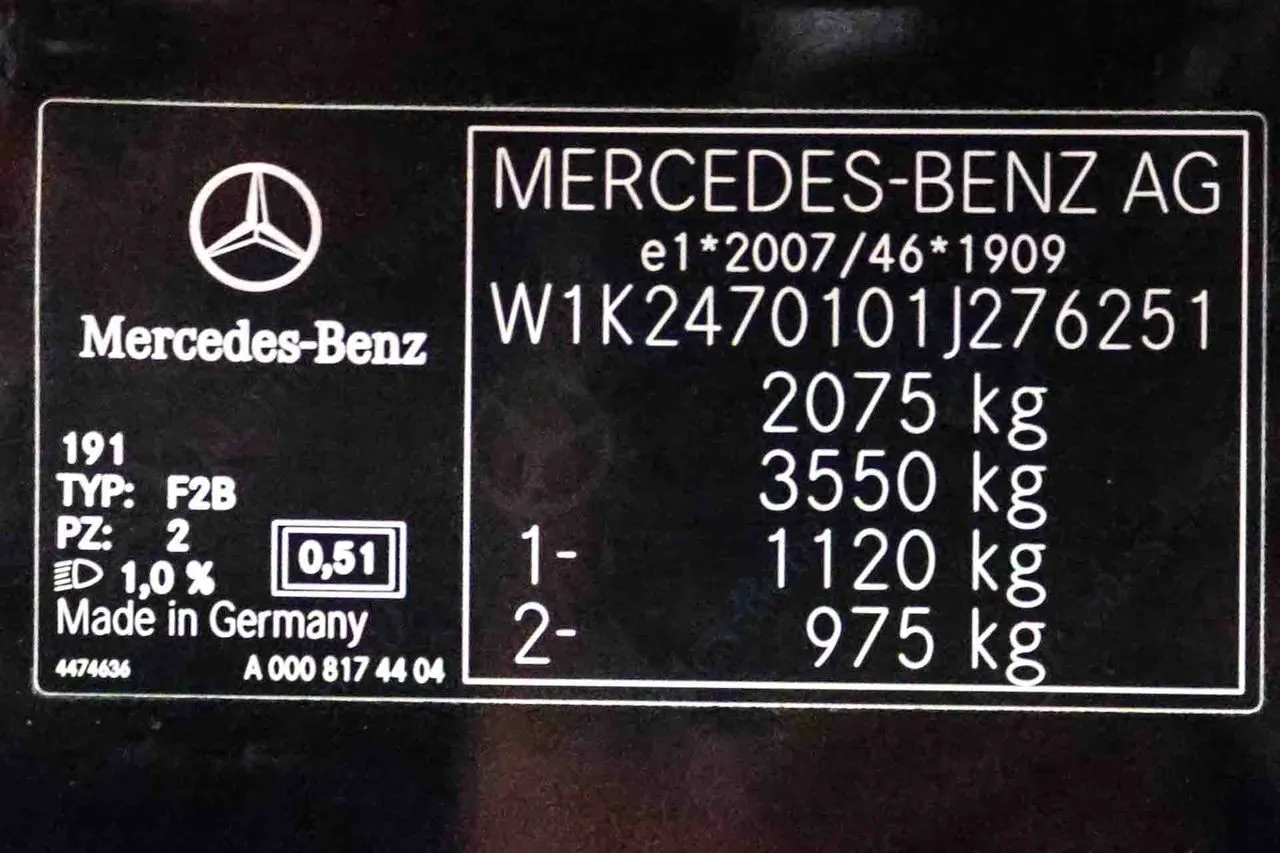 Mercedes-Benz
191
TYP: F2B
PZ: 2
1,0 %
0,51
Made in Germany
4474636
A 000 817 44 04
MERCEDES-BENZ AG
e1*2007/46*1909
W1K2470101J276251
2075 kg
3550 kg
1- 1120 kg
2- 975 kg